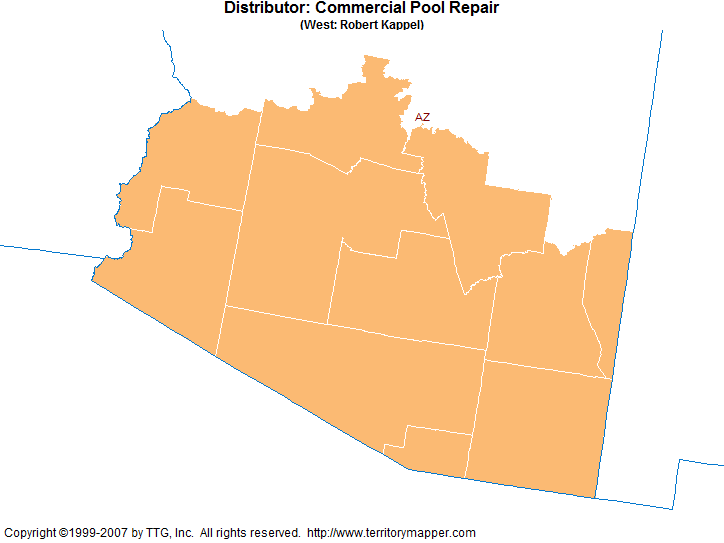 Distributor: Commercial Pool Repair
(West: Robert Kappel)
AZ
Copyright ©1999-2007 by TTG, Inc. All rights reserved. http://www.territorymapper.com